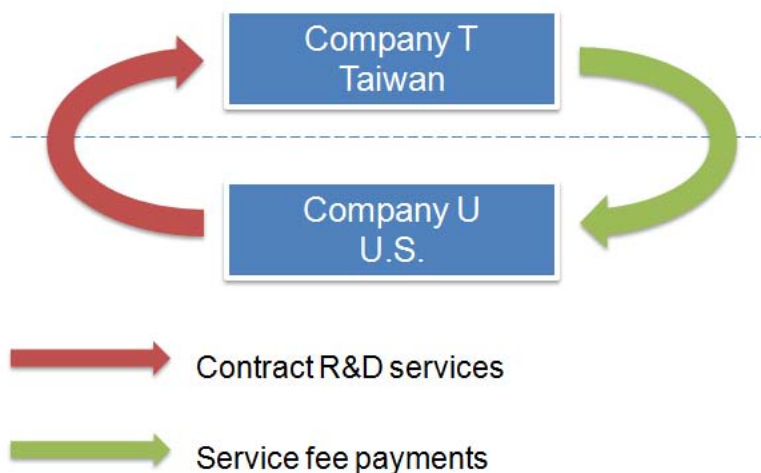 Company T
Taiwan
Company U
U.S.
Contract R&D services
Service fee payments